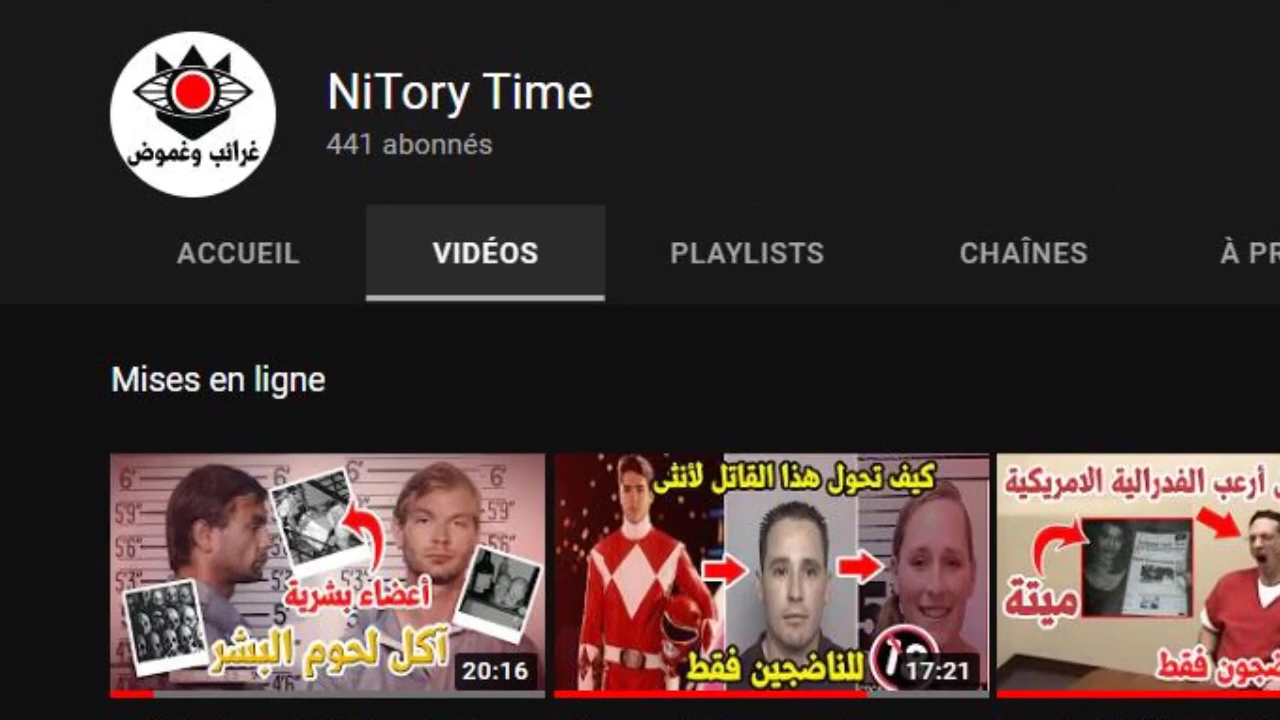 NiTory Time
441 abonnés
غرائب وغموض
ACCUEIL
VIDÉOS
PLAYLISTS
CHAÎNES
À PR
Mises en ligne
أعضاء بشرية
آكل لحوم البشر
20:16
كيف تحول هذا القاتل لأنثى
للناضجين فقط
17:21
أرعب الفدرالية الامريكية
ميتة
فقط